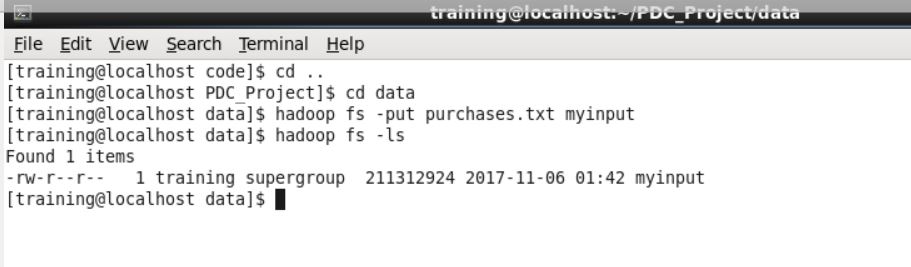 training@localhost:~/PDC_Project/data
File Edit View Search Terminal Help
[training@localhost code]$ cd ..
[training@localhost PDC_Project]$ cd data
[training@localhost data]$ hadoop fs -put purchases.txt myinput
[training@localhost data]$ hadoop fs -ls
Found 1 items
-rw-r--r--   1 training supergroup  211312924 2017-11-06 01:42 myinput
[training@localhost data]$